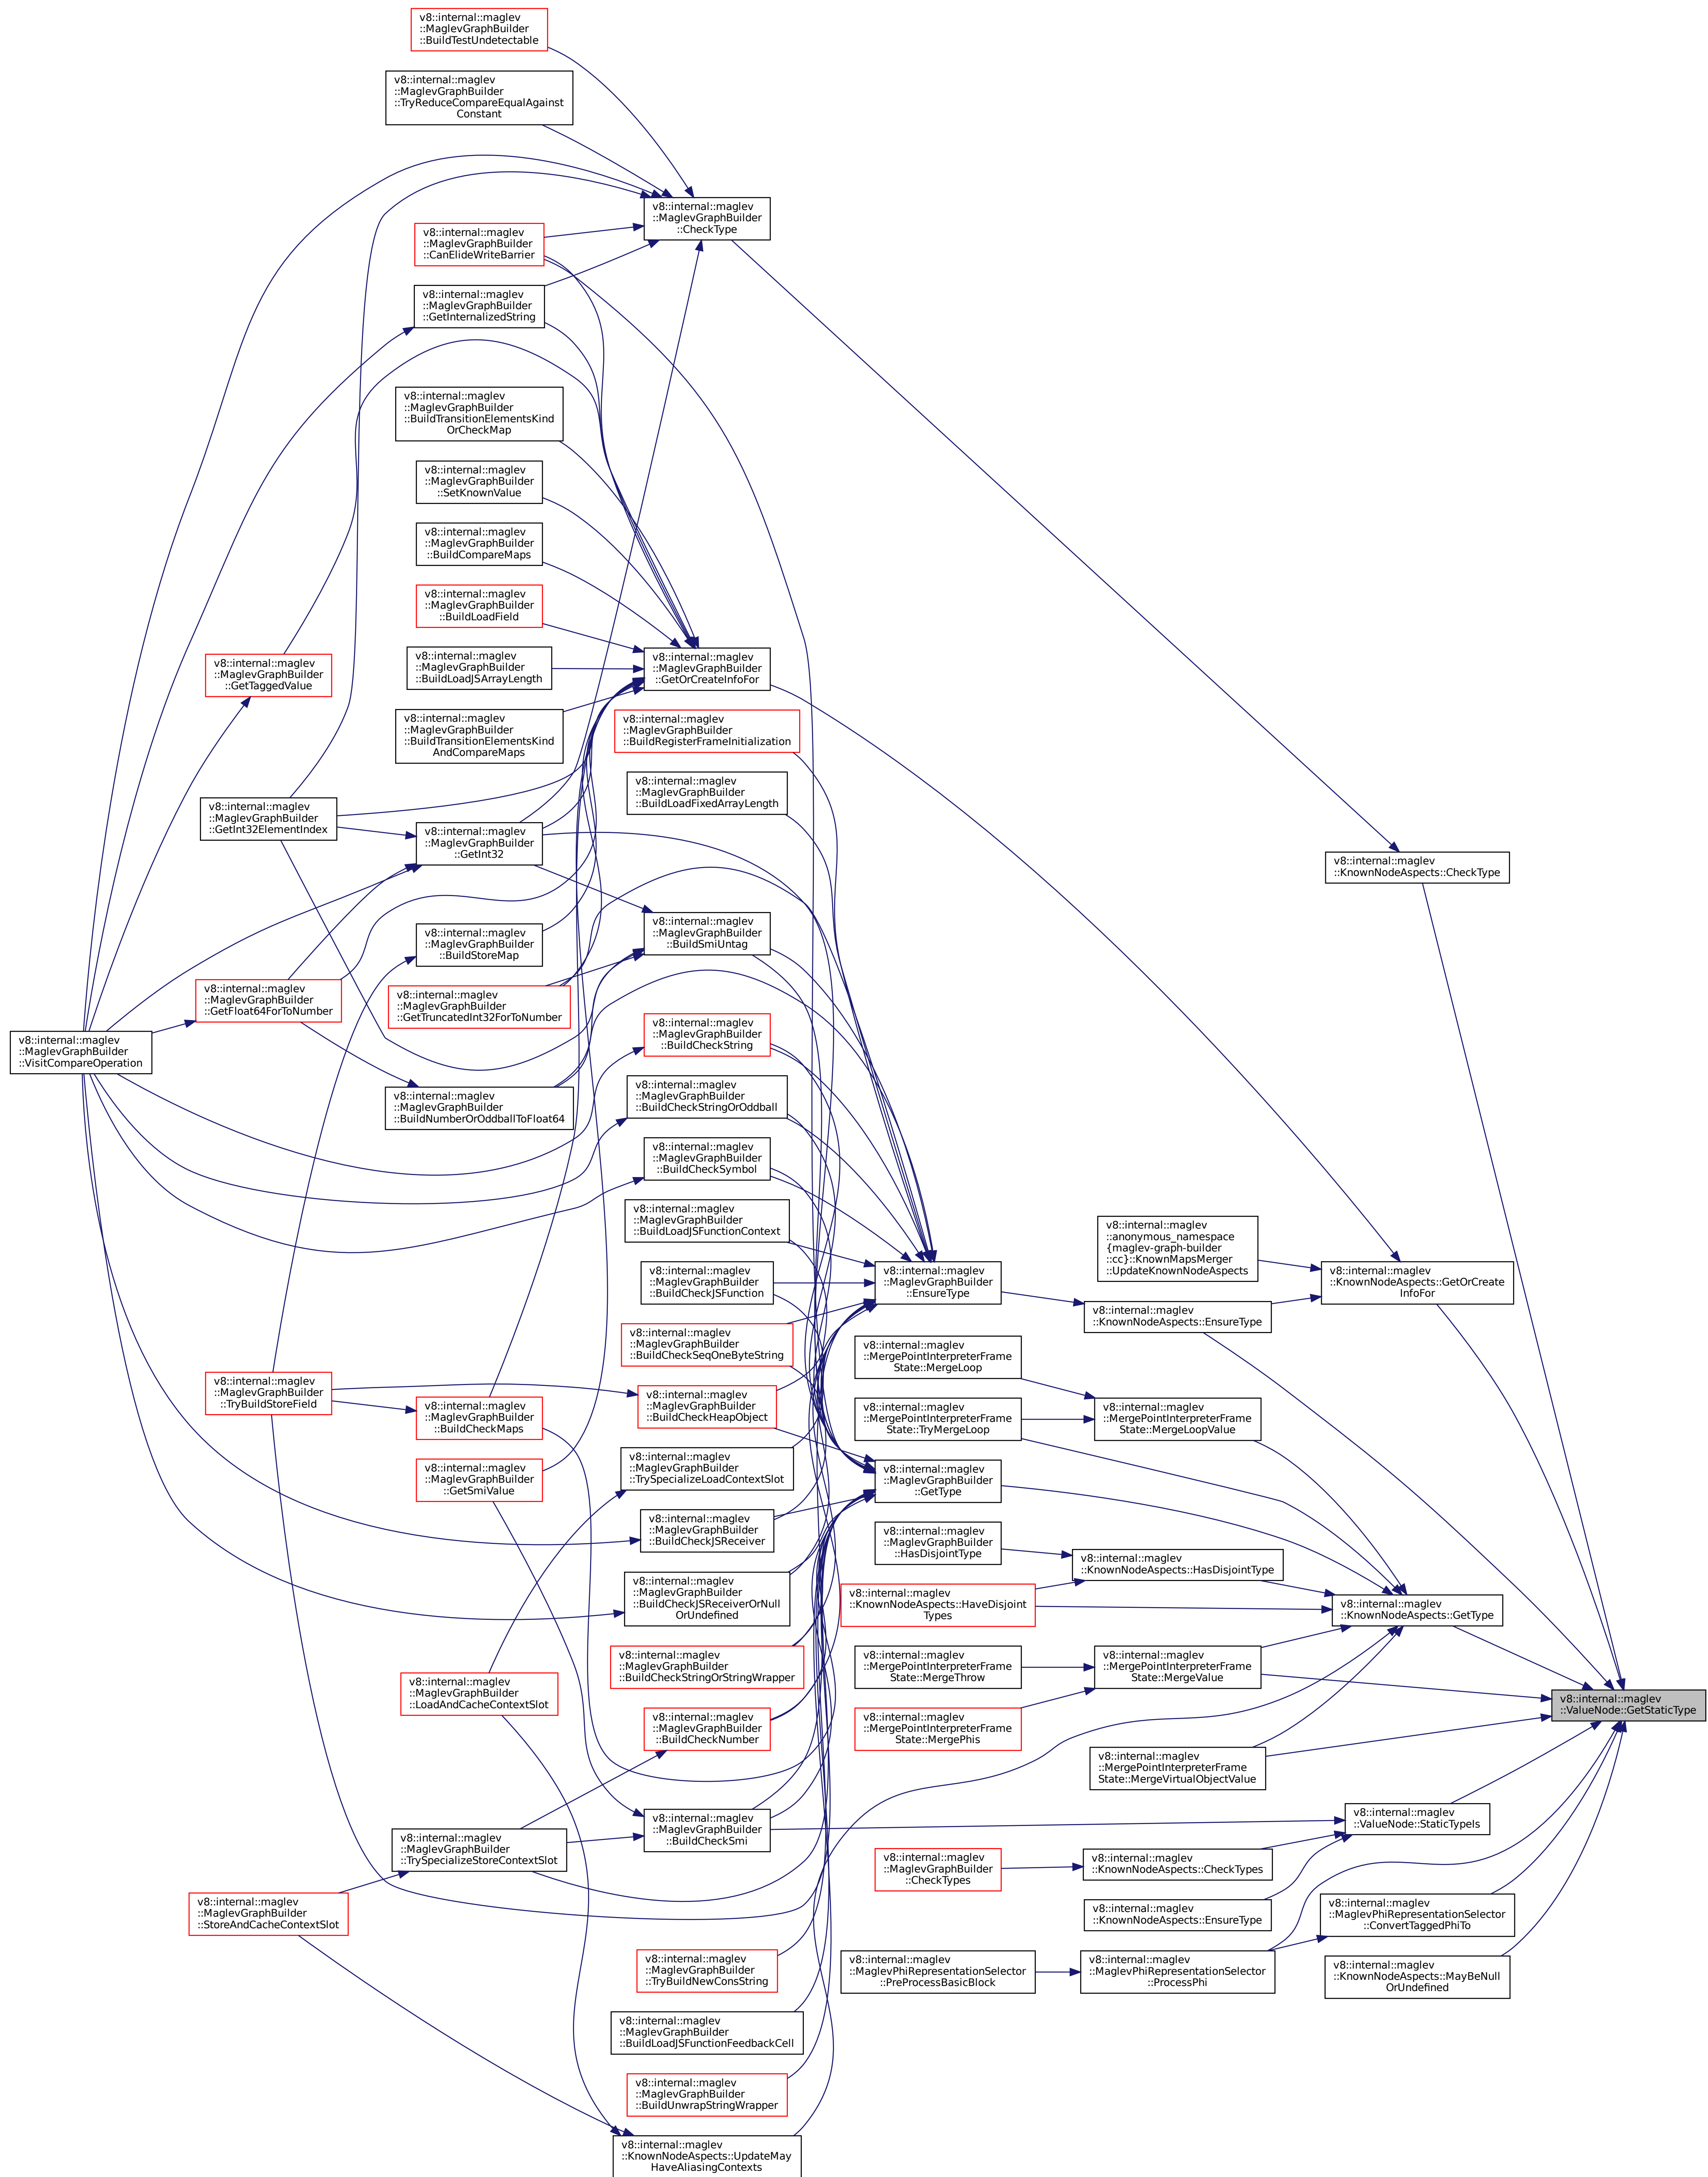 v8::internal::maglev
::MaglevGraphBuilder
::BuildTestUndetectable
v8::internal::maglev
::MaglevGraphBuilder
::TryReduceCompareEqualAgainst
Constant
v8::internal::maglev
::MaglevGraphBuilder
::CheckType
v8::internal::maglev
::MaglevGraphBuilder
::CanElideWriteBarrier
v8::internal::maglev
::MaglevGraphBuilder
::GetInternalizedString
v8::internal::maglev
::MaglevGraphBuilder
::BuildTransitionElementsKind
OrCheckMap
v8::internal::maglev
::MaglevGraphBuilder
::SetKnownValue
v8::internal::maglev
::MaglevGraphBuilder
::BuildCompareMaps
v8::internal::maglev
::MaglevGraphBuilder
::BuildLoadField
v8::internal::maglev
::MaglevGraphBuilder
::BuildLoadJSArrayLength
v8::internal::maglev
::MaglevGraphBuilder
::GetOrCreateInfoFor
v8::internal::maglev
::MaglevGraphBuilder
::GetTaggedValue
v8::internal::maglev
::MaglevGraphBuilder
::BuildTransitionElementsKind
AndCompareMaps
v8::internal::maglev
::MaglevGraphBuilder
::BuildRegisterFrameInitialization
v8::internal::maglev
::MaglevGraphBuilder
::BuildLoadFixedArrayLength
v8::internal::maglev
::MaglevGraphBuilder
::GetInt32ElementIndex
v8::internal::maglev
::MaglevGraphBuilder
::GetInt32
v8::internal::maglev
::KnownNodeAspects::CheckType
v8::internal::maglev
::MaglevGraphBuilder
::BuildSmiUntag
v8::internal::maglev
::MaglevGraphBuilder
::BuildStoreMap
v8::internal::maglev
::MaglevGraphBuilder
::GetFloat64ForToNumber
v8::internal::maglev
::MaglevGraphBuilder
::GetTruncatedInt32ForToNumber
v8::internal::maglev
::MaglevGraphBuilder
::VisitCompareOperation
v8::internal::maglev
::MaglevGraphBuilder
::BuildCheckString
v8::internal::maglev
::MaglevGraphBuilder
::BuildNumberOrOddballToFloat64
v8::internal::maglev
::MaglevGraphBuilder
::BuildCheckStringOrOddball
v8::internal::maglev
::MaglevGraphBuilder
::BuildCheckSymbol
v8::internal::maglev
::MaglevGraphBuilder
::BuildLoadJSFunctionContext
v8::internal::maglev
::anonymous_namespace
{maglev-graph-builder
::cc}::KnownMapsMerger
::UpdateKnownNodeAspects
v8::internal::maglev
::MaglevGraphBuilder
::BuildCheckJSFunction
v8::internal::maglev
::MaglevGraphBuilder
::EnsureType
v8::internal::maglev
::KnownNodeAspects::GetOrCreate
InfoFor
v8::internal::maglev
::KnownNodeAspects::EnsureType
v8::internal::maglev
::MaglevGraphBuilder
::BuildCheckSeqOneByteString
v8::internal::maglev
::MergePointInterpreterFrame
State::MergeLoop
v8::internal::maglev
::MaglevGraphBuilder
::TryBuildStoreField
v8::internal::maglev
::MaglevGraphBuilder
::BuildCheckMaps
v8::internal::maglev
::MaglevGraphBuilder
::BuildCheckHeapObject
v8::internal::maglev
::MergePointInterpreterFrame
State::TryMergeLoop
v8::internal::maglev
::MergePointInterpreterFrame
State::MergeLoopValue
v8::internal::maglev
::MaglevGraphBuilder
::GetSmiValue
v8::internal::maglev
::MaglevGraphBuilder
::TrySpecializeLoadContextSlot
v8::internal::maglev
::MaglevGraphBuilder
::GetType
v8::internal::maglev
::MaglevGraphBuilder
::BuildCheckJSReceiver
v8::internal::maglev
::MaglevGraphBuilder
::HasDisjointType
v8::internal::maglev
::KnownNodeAspects::HasDisjointType
v8::internal::maglev
::MaglevGraphBuilder
::BuildCheckJSReceiverOrNull
OrUndefined
v8::internal::maglev
::KnownNodeAspects::HaveDisjoint
Types
v8::internal::maglev
::KnownNodeAspects::GetType
v8::internal::maglev
::MaglevGraphBuilder
::BuildCheckStringOrStringWrapper
v8::internal::maglev
::MergePointInterpreterFrame
State::MergeThrow
v8::internal::maglev
::MergePointInterpreterFrame
State::MergeValue
v8::internal::maglev
::MaglevGraphBuilder
::LoadAndCacheContextSlot
v8::internal::maglev
::ValueNode::GetStaticType
v8::internal::maglev
::MaglevGraphBuilder
::BuildCheckNumber
v8::internal::maglev
::MergePointInterpreterFrame
State::MergePhis
v8::internal::maglev
::MergePointInterpreterFrame
State::MergeVirtualObjectValue
v8::internal::maglev
::MaglevGraphBuilder
::BuildCheckSmi
v8::internal::maglev
::ValueNode::StaticTypeIs
v8::internal::maglev
::MaglevGraphBuilder
::TrySpecializeStoreContextSlot
v8::internal::maglev
::MaglevGraphBuilder
::CheckTypes
v8::internal::maglev
::KnownNodeAspects::CheckTypes
v8::internal::maglev
::MaglevGraphBuilder
::StoreAndCacheContextSlot
v8::internal::maglev
::KnownNodeAspects::EnsureType
v8::internal::maglev
::MaglevPhiRepresentationSelector
::ConvertTaggedPhiTo
v8::internal::maglev
::MaglevGraphBuilder
::TryBuildNewConsString
v8::internal::maglev
::MaglevPhiRepresentationSelector
::PreProcessBasicBlock
v8::internal::maglev
::MaglevPhiRepresentationSelector
::ProcessPhi
v8::internal::maglev
::KnownNodeAspects::MayBeNull
OrUndefined
v8::internal::maglev
::MaglevGraphBuilder
::BuildLoadJSFunctionFeedbackCell
v8::internal::maglev
::MaglevGraphBuilder
::BuildUnwrapStringWrapper
v8::internal::maglev
::KnownNodeAspects::UpdateMay
HaveAliasingContexts